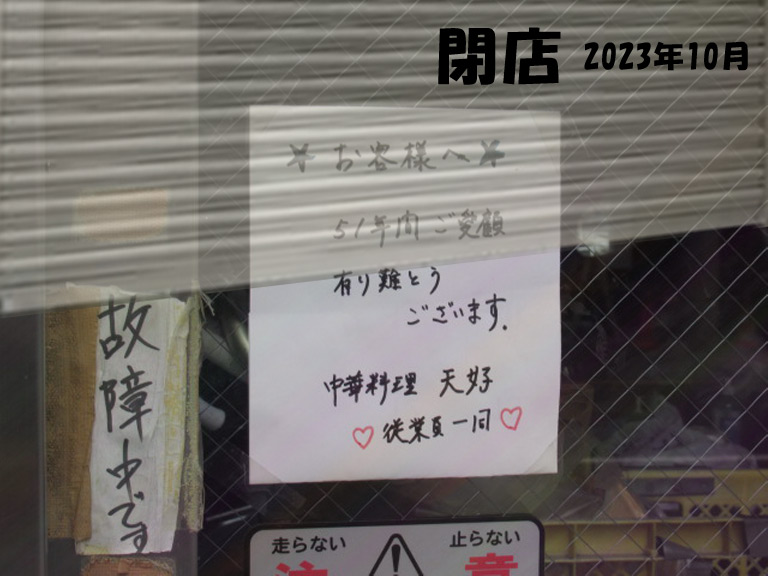 閉店 2023年10月
お客様へ
51年間ご愛顧
有り難とう
ございます.
中華料理 天好
♡従業員一同♡
故障中です
走らない
止らない
注 意